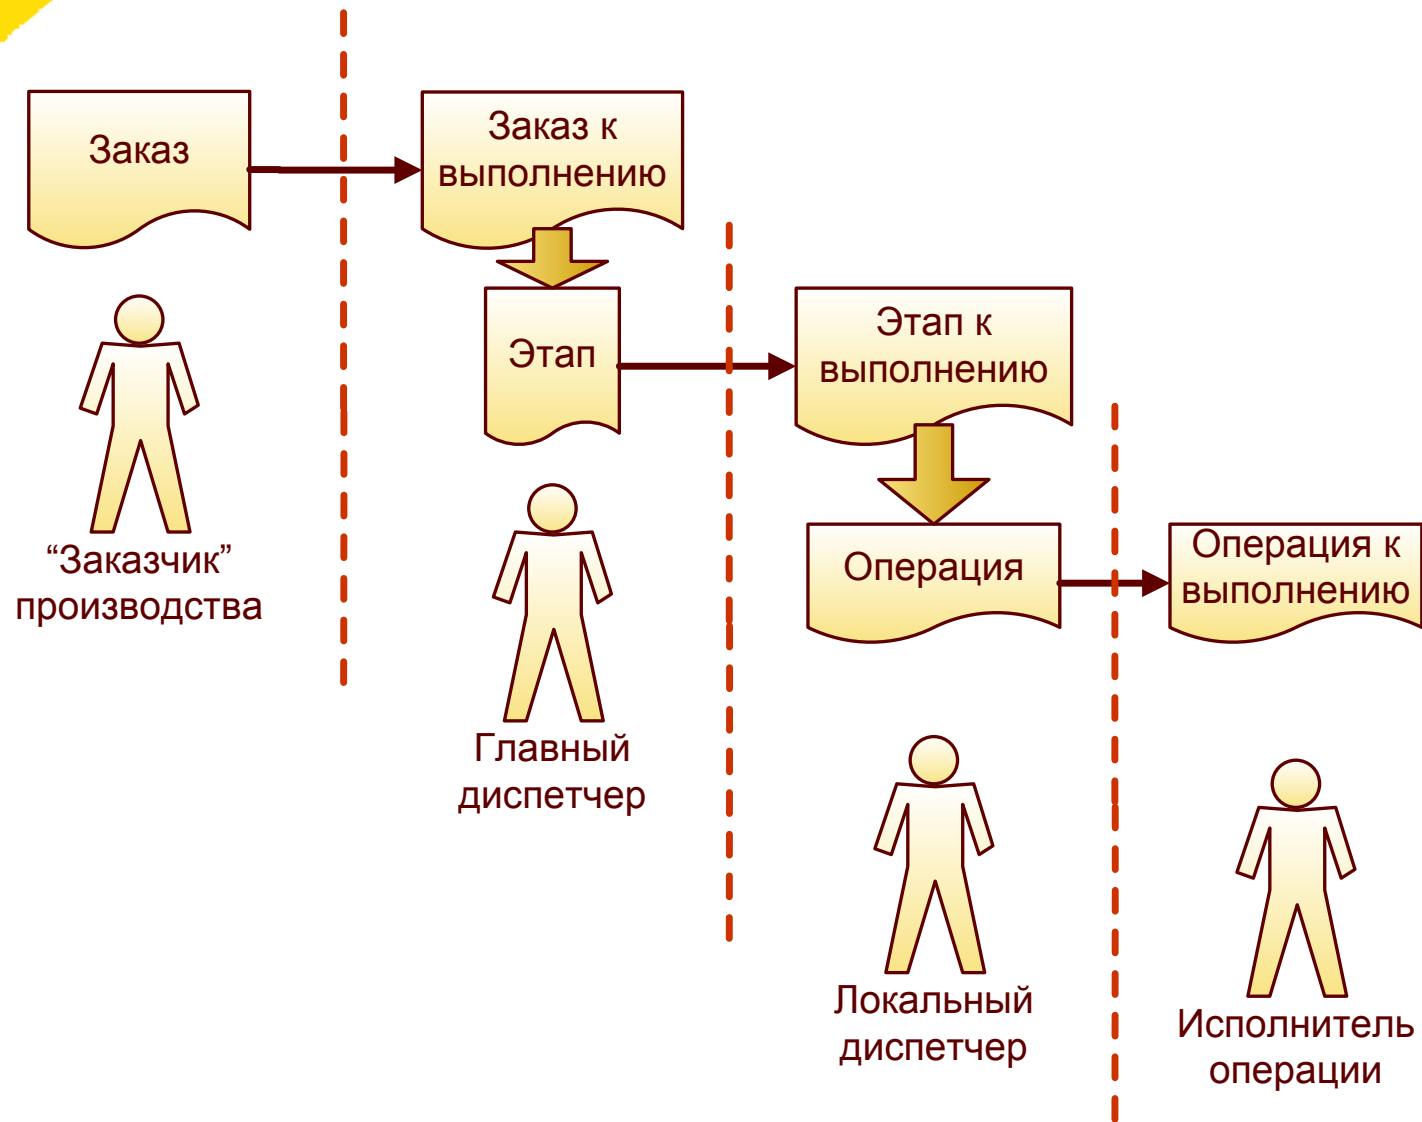 Заказ
Заказ к
выполнению
Этап
Этап к
выполнению
Операция
Операция к
выполнению
“Заказчик”
производства
Главный
диспетчер
Локальный
диспетчер
Исполнитель
операции